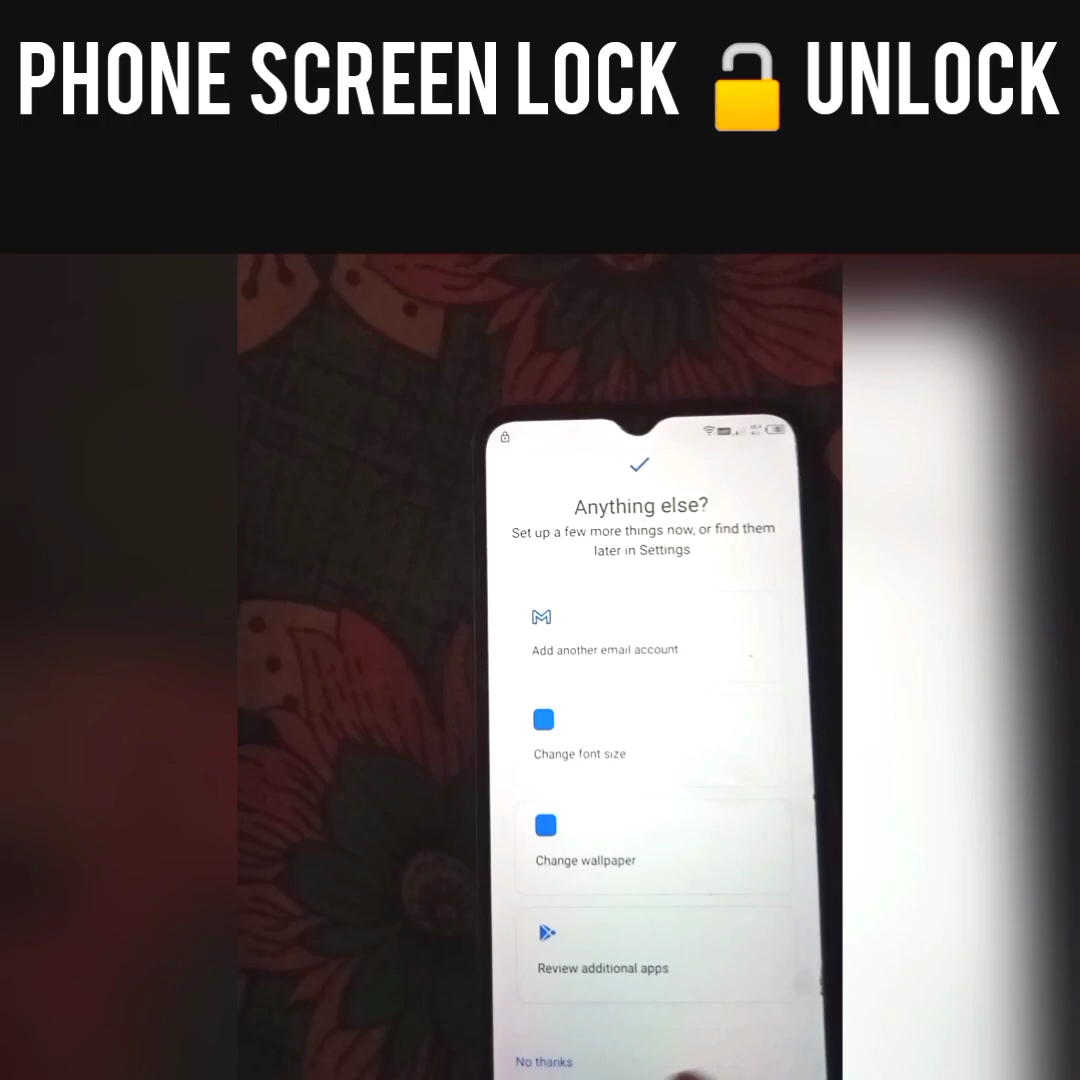 PHONE SCREEN LOCK 🔓 UNLOCK
Anything else?
Set up a few more things now, or find them
later in Settings
Add another email account
Change font size
Change wallpaper
Review additional apps
No thanks